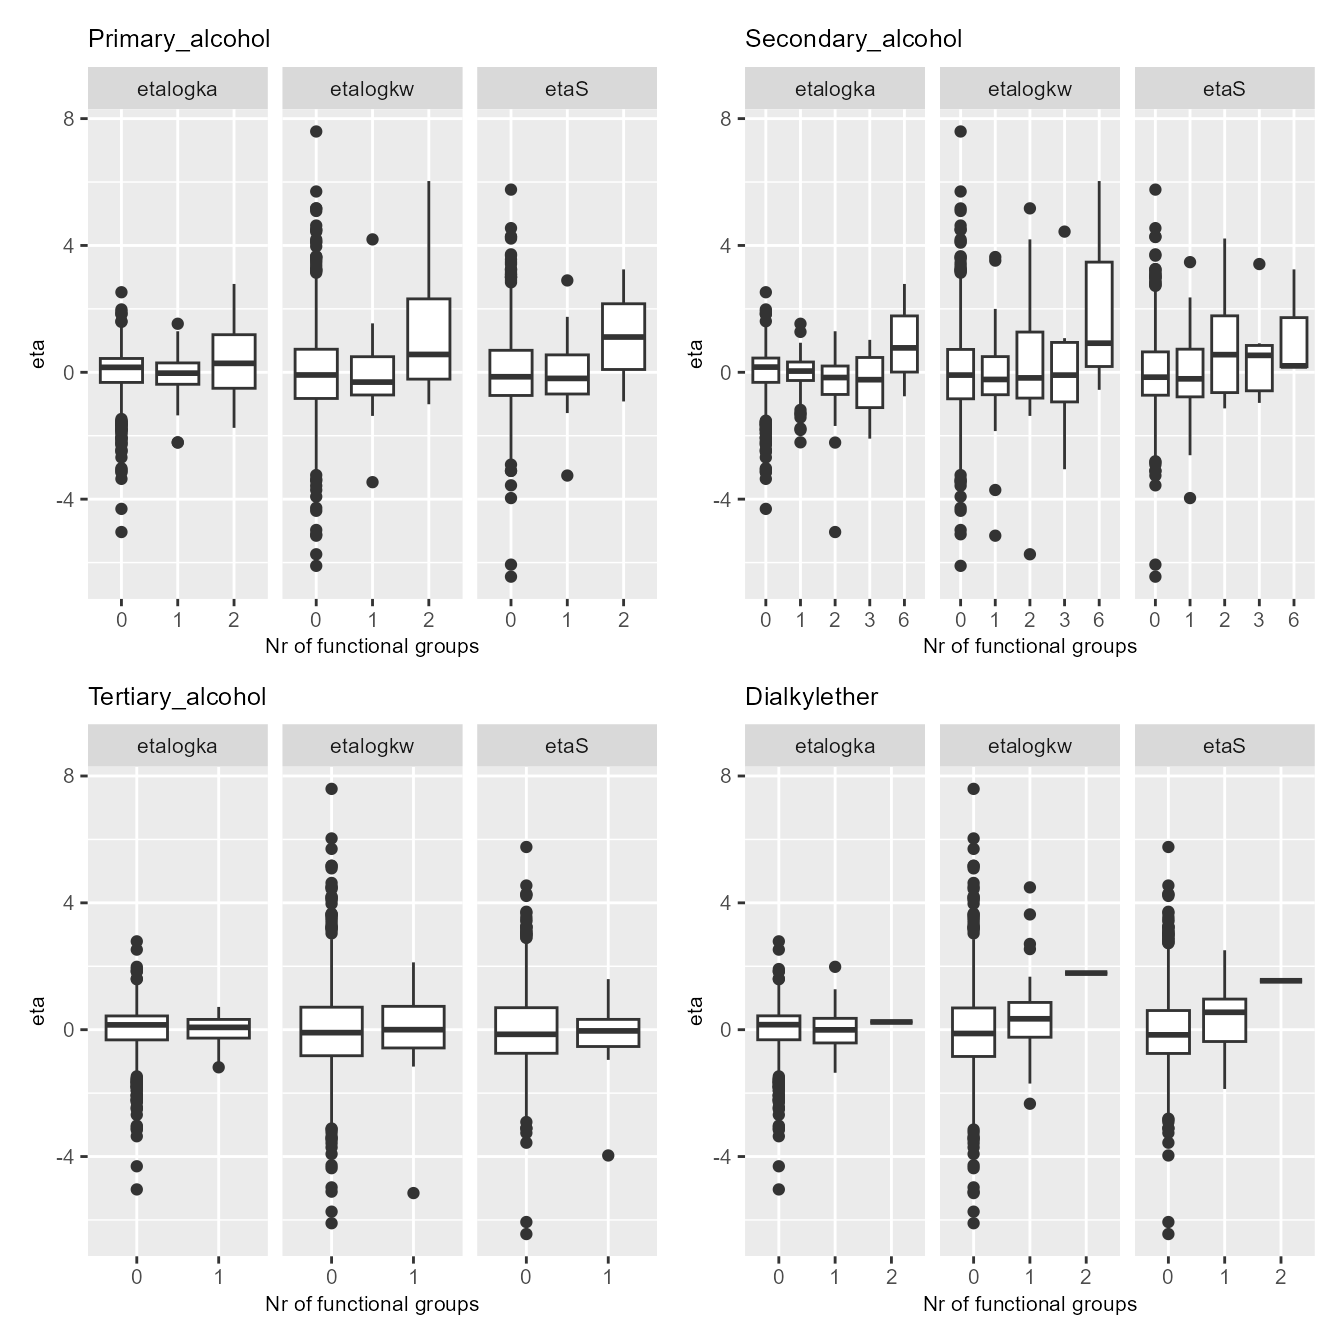 Primary_alcohol
etalogka etalogkw etaS
8
4
0
-4
eta
0 1 2 0 1 2 0 1 2
Nr of functional groups
Secondary_alcohol
etalogka etalogkw etaS
8
4
0
-4
eta
0 1 2 3 6 0 1 2 3 6 0 1 2 3 6
Nr of functional groups
Tertiary_alcohol
etalogka etalogkw etaS
8
4
0
-4
eta
0 1 0 1 0 1
Nr of functional groups
Dialkylether
etalogka etalogkw etaS
8
4
0
-4
eta
0 1 2 0 1 2 0 1 2
Nr of functional groups